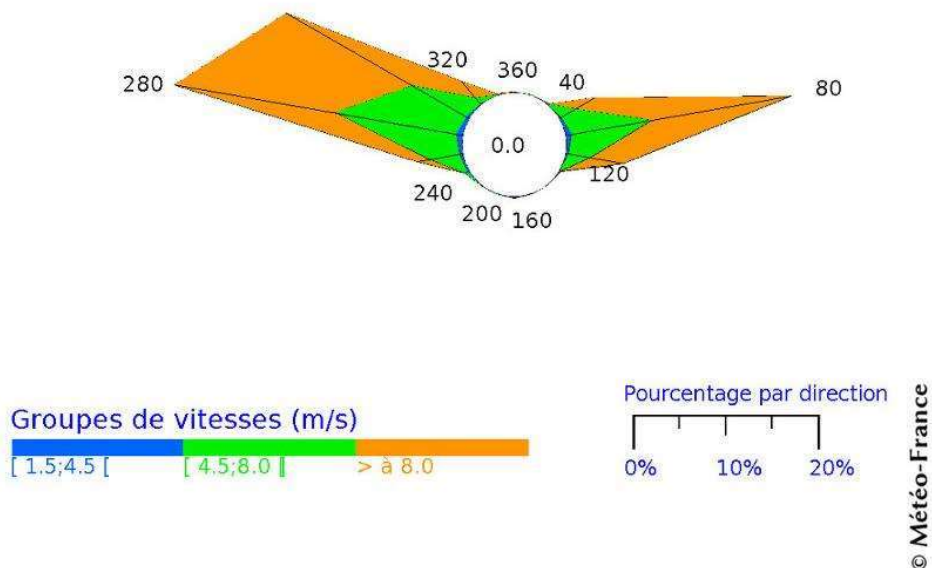 320
360
40
280
80
0.0
120
240
200
160
Groupes de vitesses (m/s)
[ 1.5;4.5 [
[ 4.5;8.0 [
> à 8.0
Pourcentage par direction
0%
10%
20%
© Météo-France